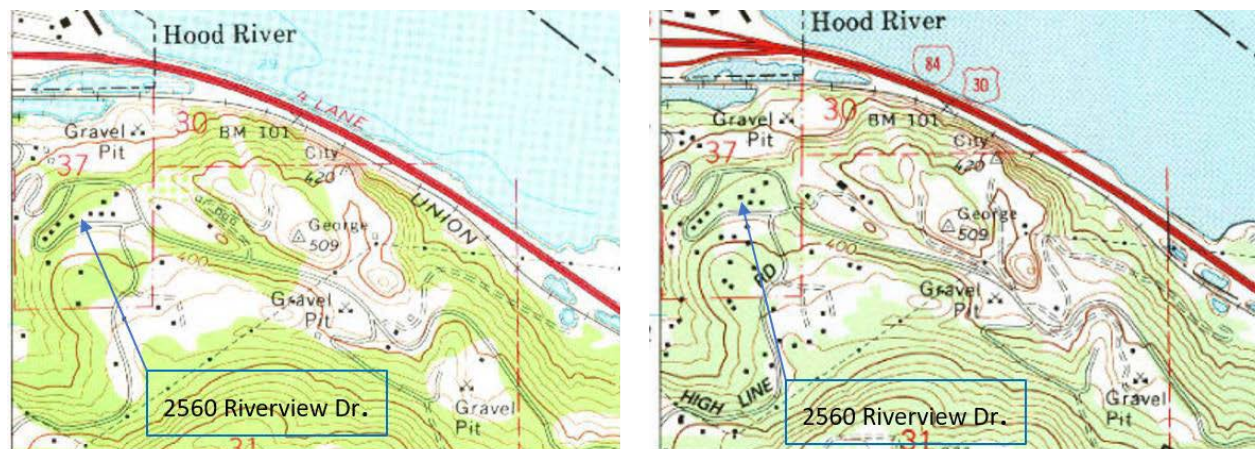 Hood River
29
4 LANE
Gravel
Pit
30
BM 101
City
420
37
UNION
George
509
400
Gravel
Pit
2560 Riverview Dr.
Gravel
Pit
31
Hood River
84
30
Gravel
Pit
30
BM 101
City
420
37
George
509
400
RD
Gravel
Pit
HIGH LINE
2560 Riverview Dr.
Gravel
Pit
31